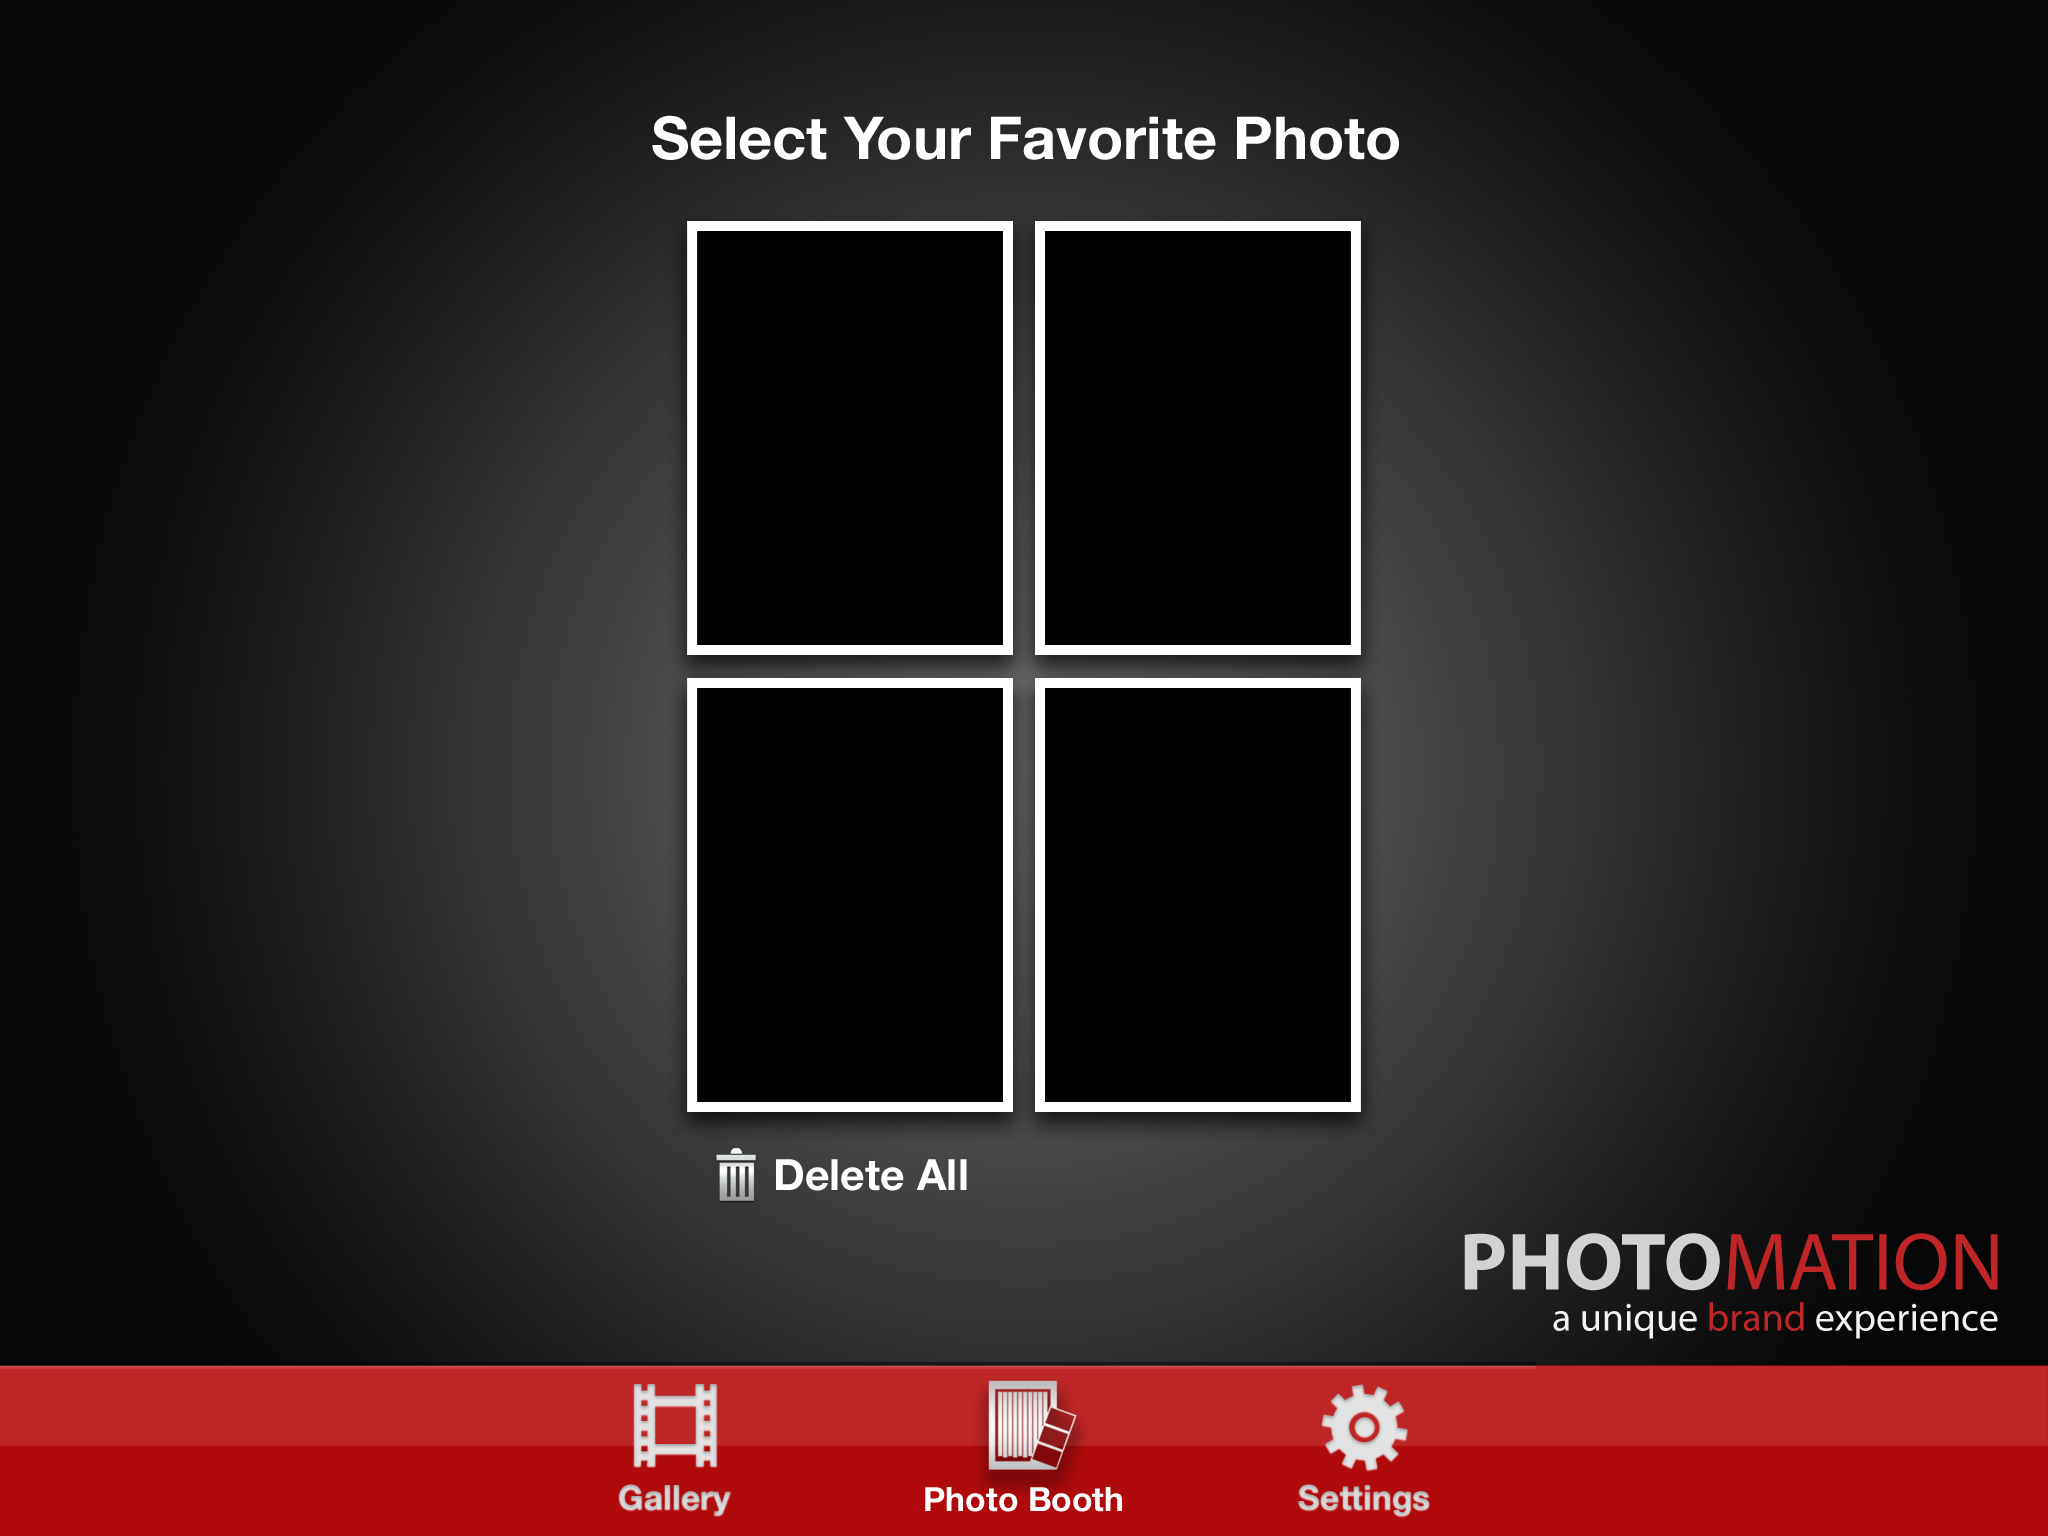 Select Your Favorite Photo
Delete All
PHOTOMATION
a unique brand experience
Gallery
Photo Booth
Settings